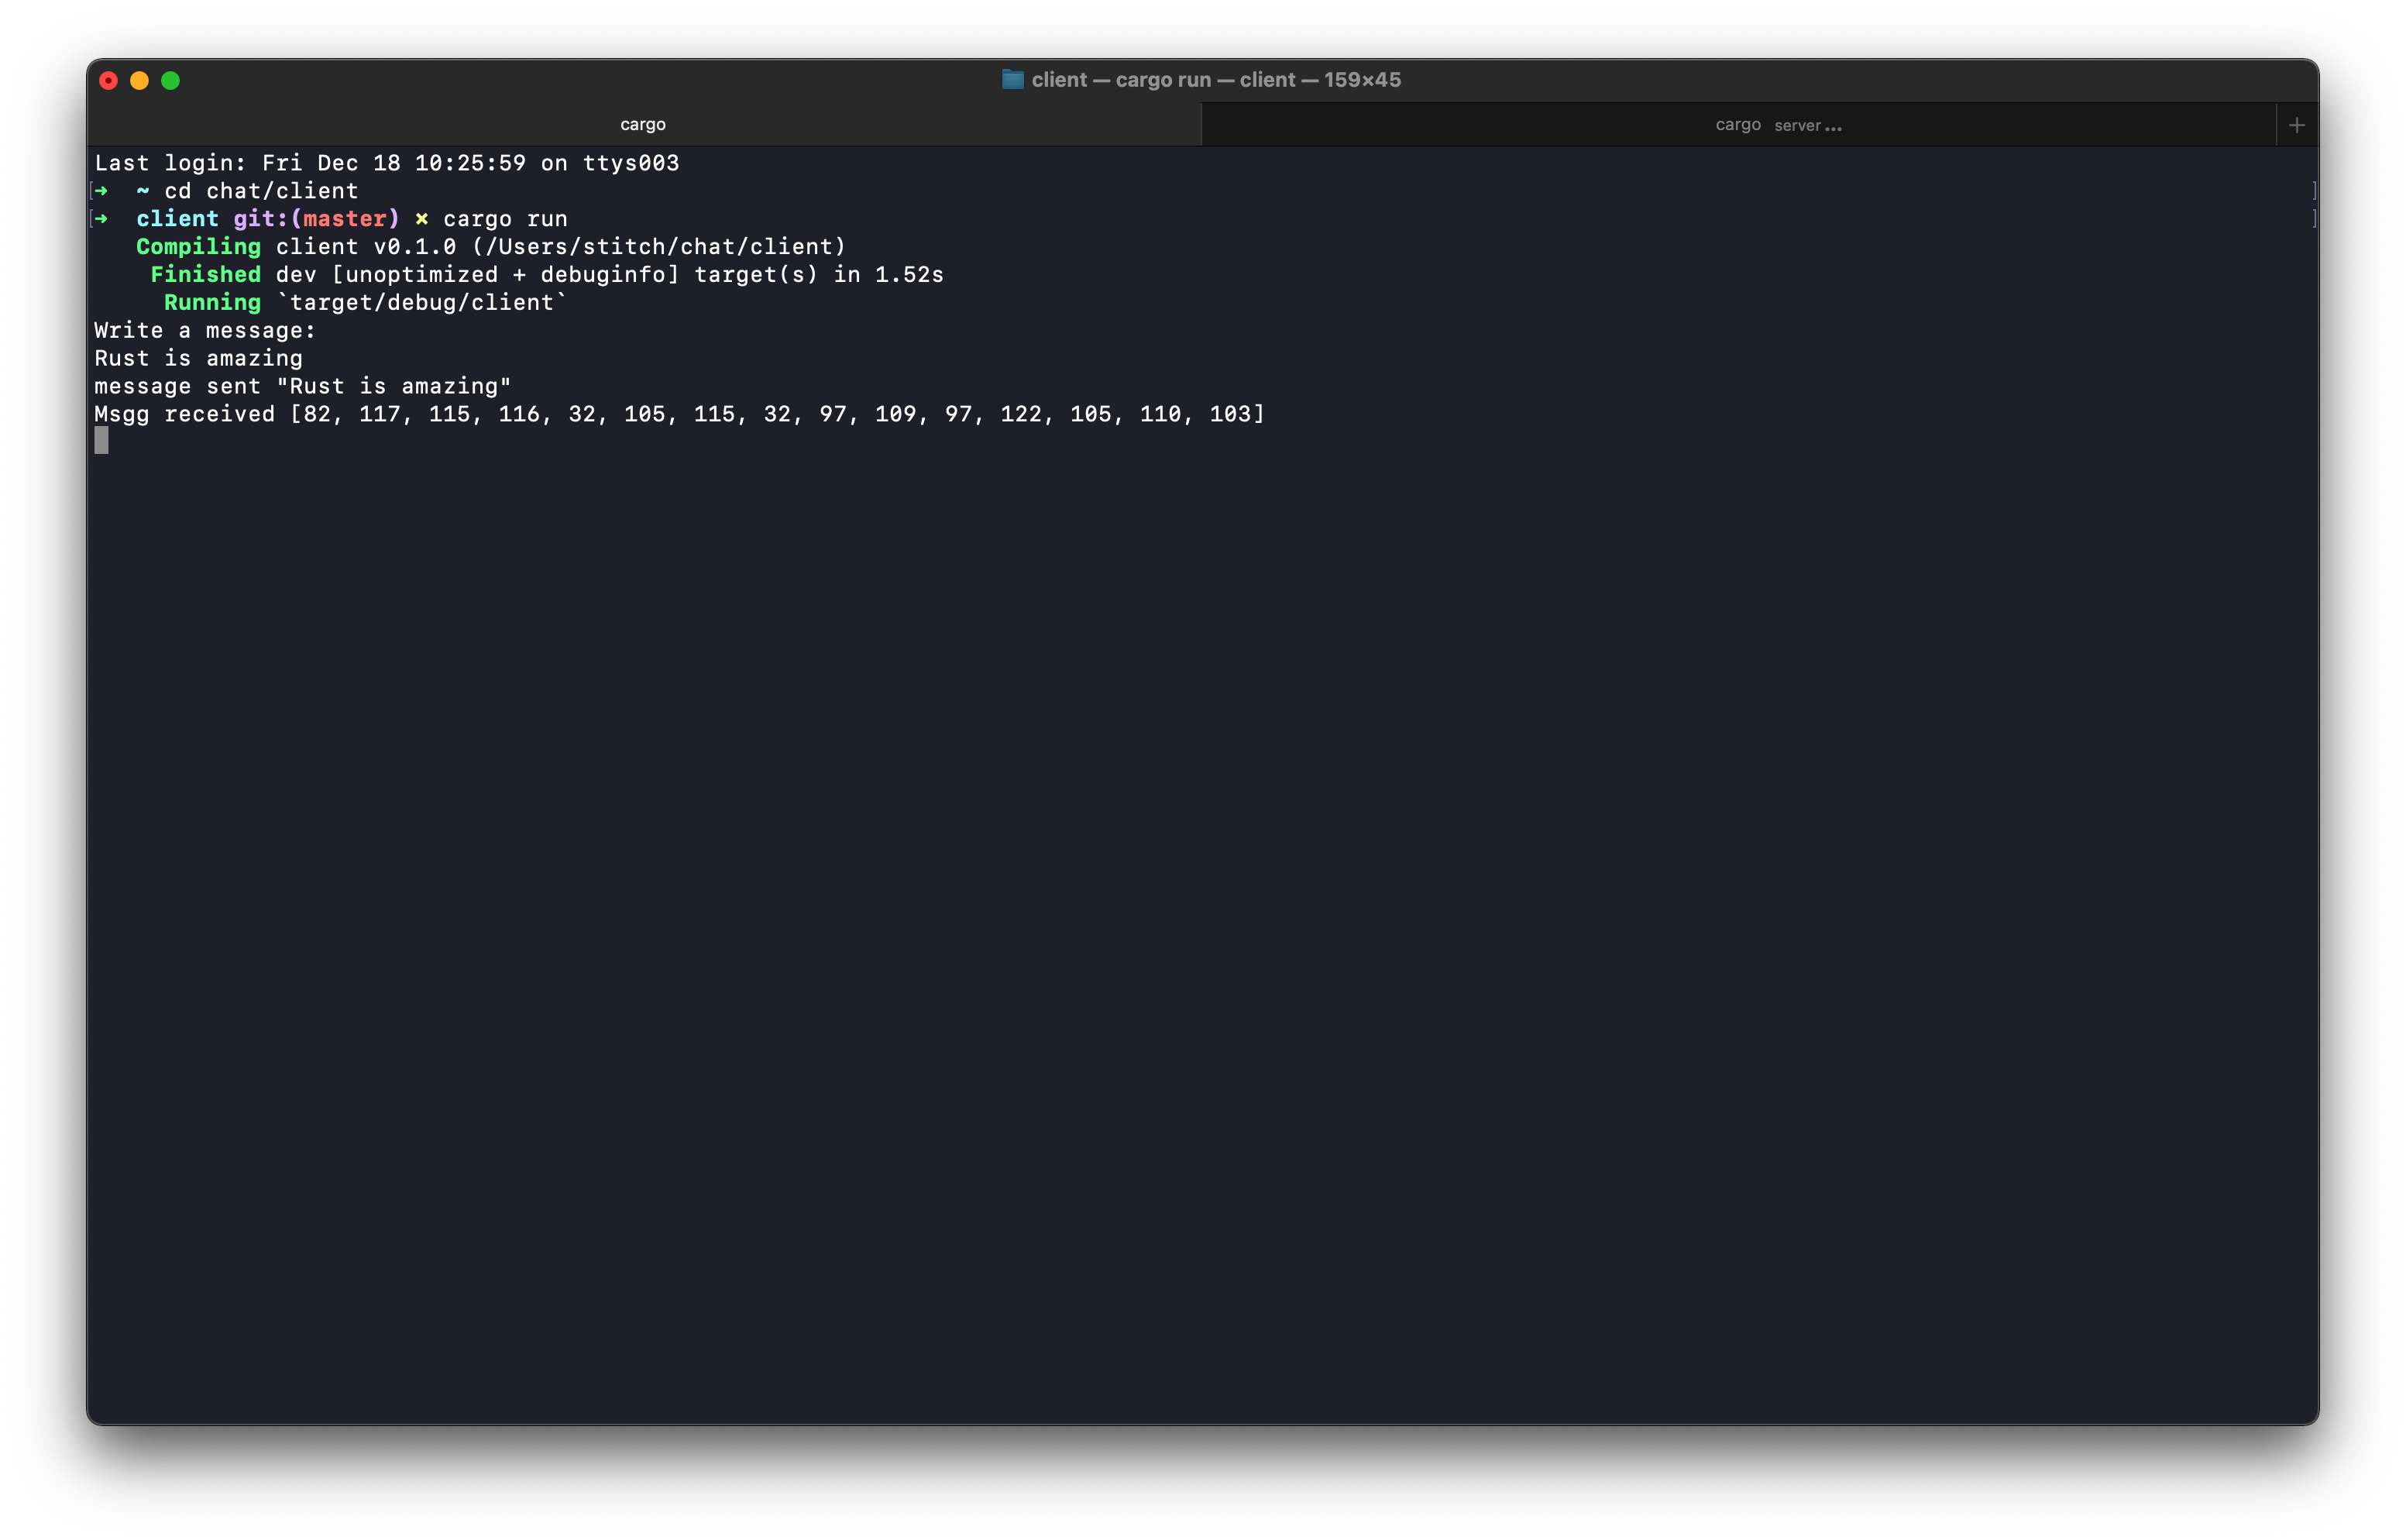 client — cargo run — client — 159×45
cargo
cargo server...
+
Last login: Fri Dec 18 10:25:59 on ttys003
[➜  ~ cd chat/client ]
[➜  client git:(master) × cargo run ]
   Compiling client v0.1.0 (/Users/stitch/chat/client)
    Finished dev [unoptimized + debuginfo] target(s) in 1.52s
     Running `target/debug/client`
Write a message:
Rust is amazing
message sent "Rust is amazing"
Msgg received [82, 117, 115, 116, 32, 105, 115, 32, 97, 109, 97, 122, 105, 110, 103]